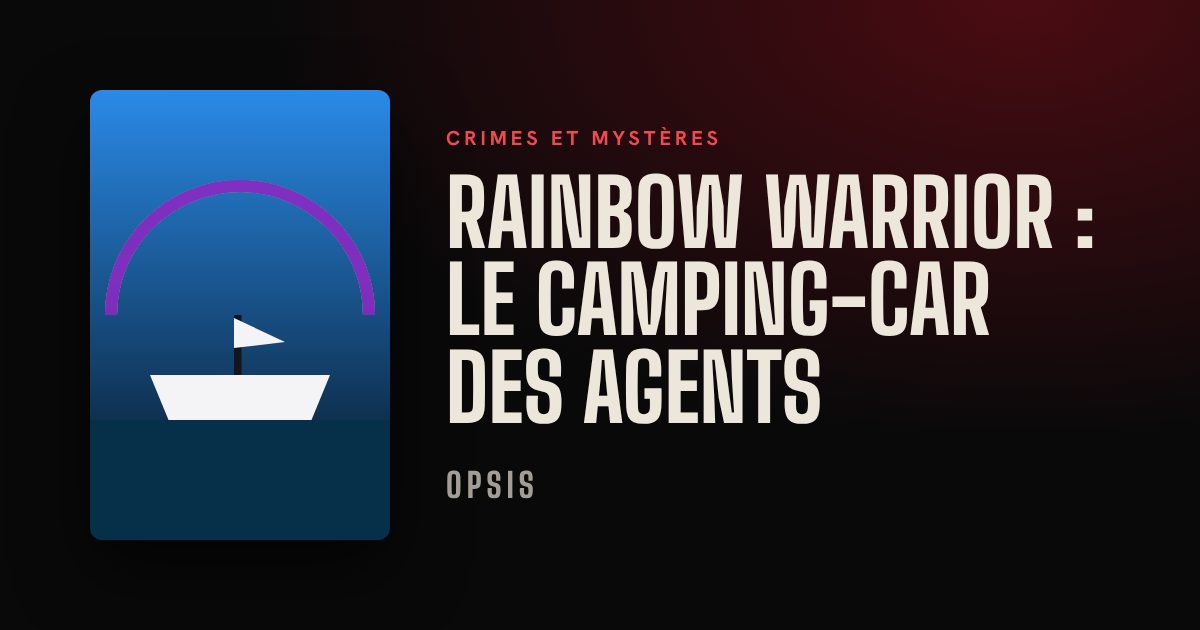 CRIMES ET MYSTÈRES
RAINBOW WARRIOR :
LE CAMPING-CAR
DES AGENTS
OPSIS